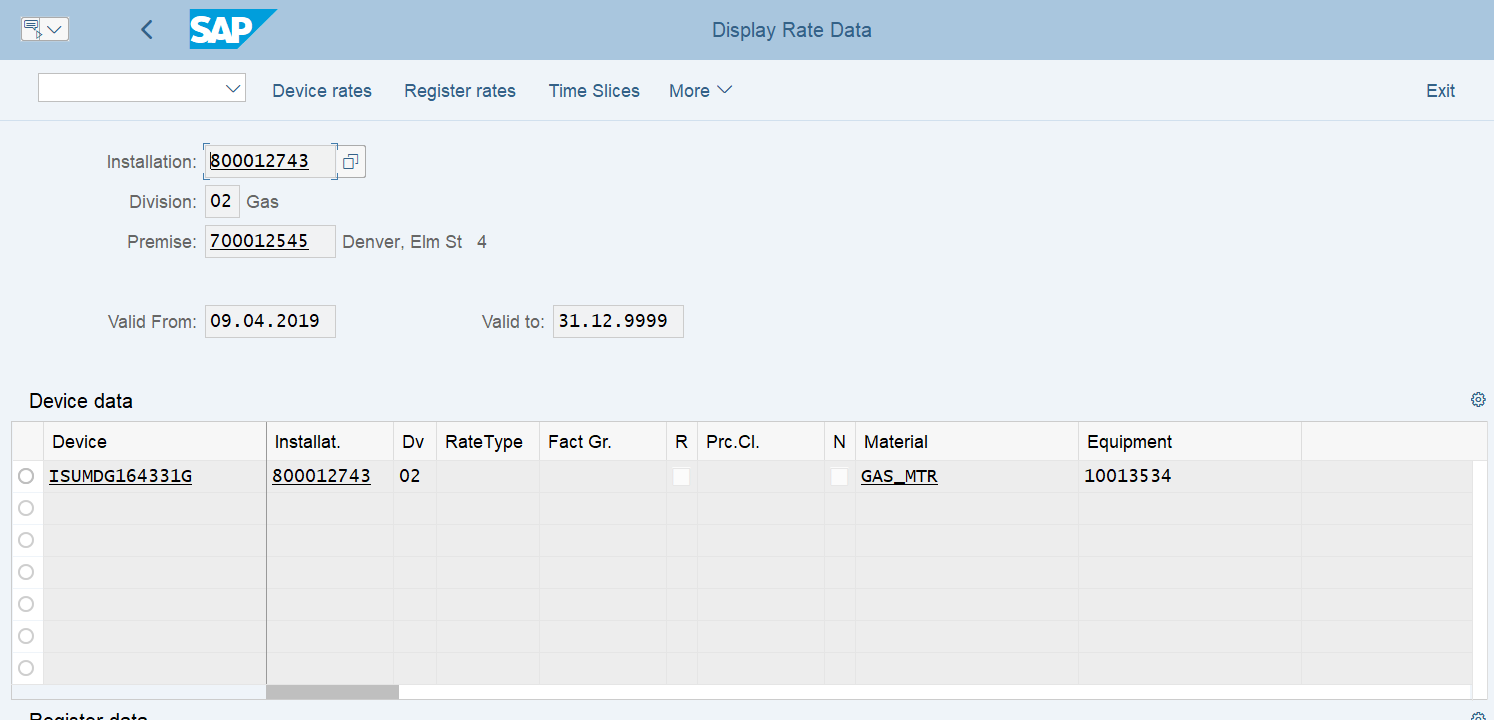 SAP
Display Rate Data
Device rates Register rates Time Slices More Exit
Installation: 800012743
Division: 02 Gas
Premise: 700012545 Denver, Elm St 4
Valid From: 09.04.2019 Valid to: 31.12.9999
Device data
Device Installat. Dv RateType Fact Gr. R Prc.Cl. N Material Equipment
ISUMDG164331G 800012743 02 GAS_MTR 10013534
Register data